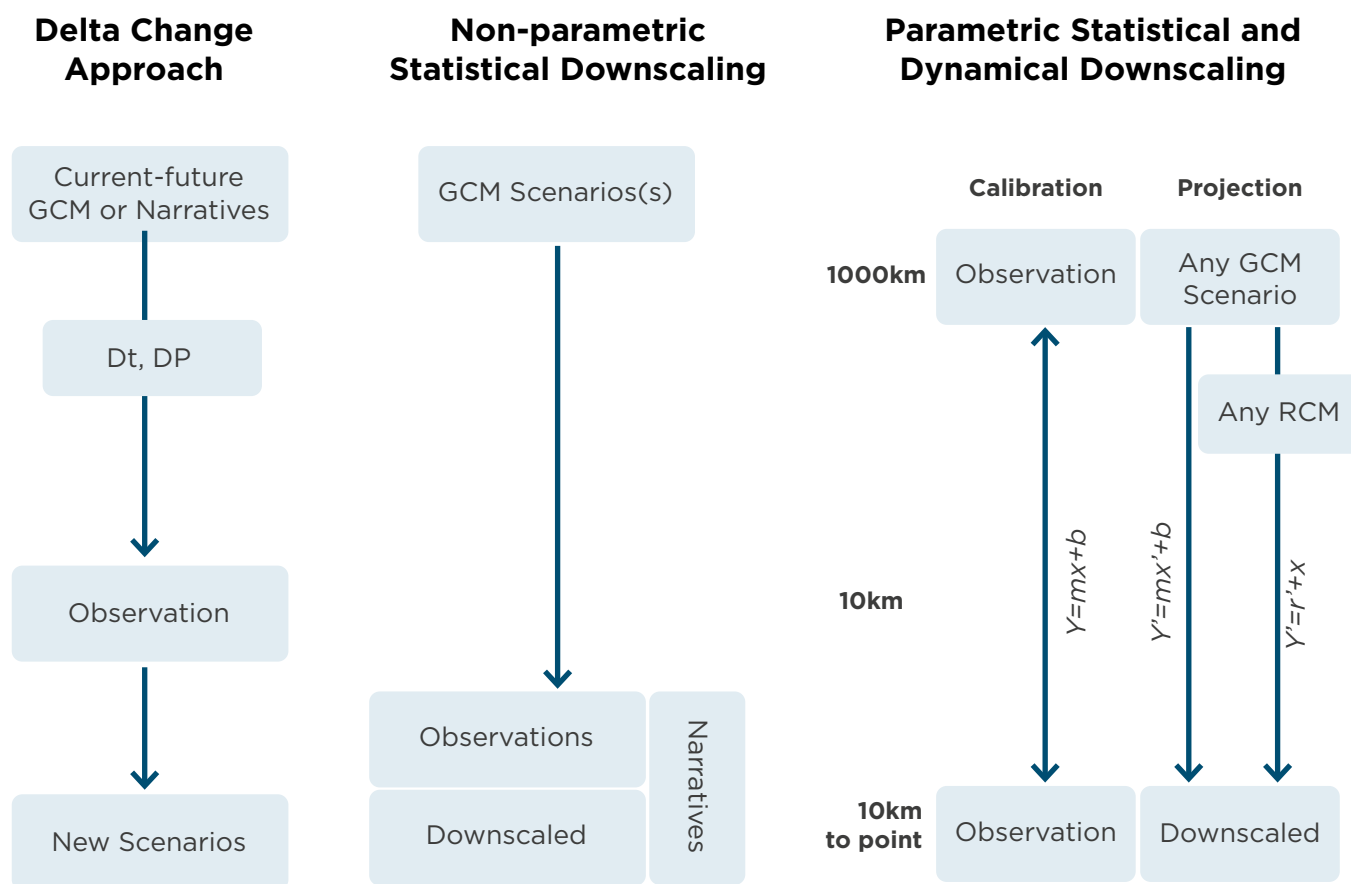 Delta Change
Approach
Current-future
GCM or Narratives
Dt, DP
Observation
New Scenarios
Non-parametric
Statistical Downscaling
GCM Scenarios(s)
Observations
Downscaled
Narratives
Parametric Statistical and
Dynamical Downscaling
Calibration
Projection
1000km
Observation
Any GCM
Scenario
Any RCM
Y=mx+b
Y'=mx'+b
Y'=r'+x
10km
10km
to point
Observation
Downscaled